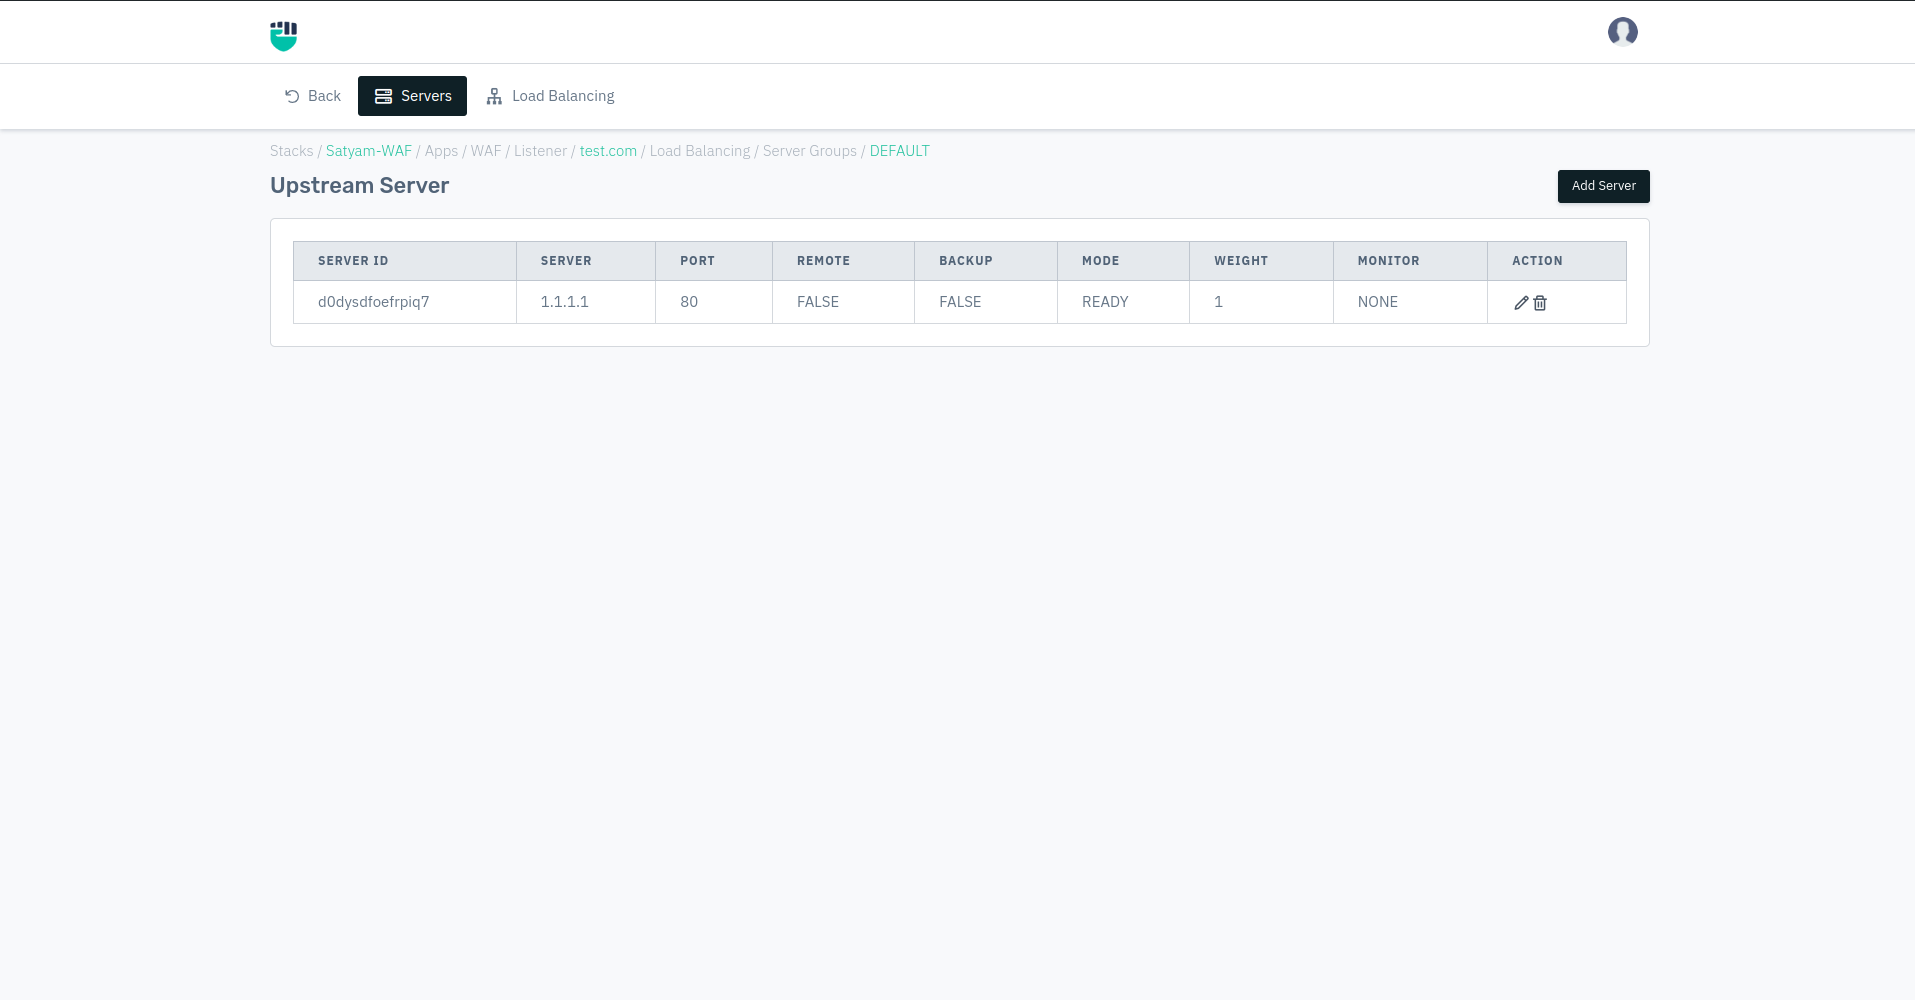 Back Servers Load Balancing
Stacks / Satyam-WAF / Apps / WAF / Listener / test.com / Load Balancing / Server Groups / DEFAULT
Upstream Server
Add Server
SERVER ID SERVER PORT REMOTE BACKUP MODE WEIGHT MONITOR ACTION
d0dysdfoefrpiq7 1.1.1.1 80 FALSE FALSE READY 1 NONE